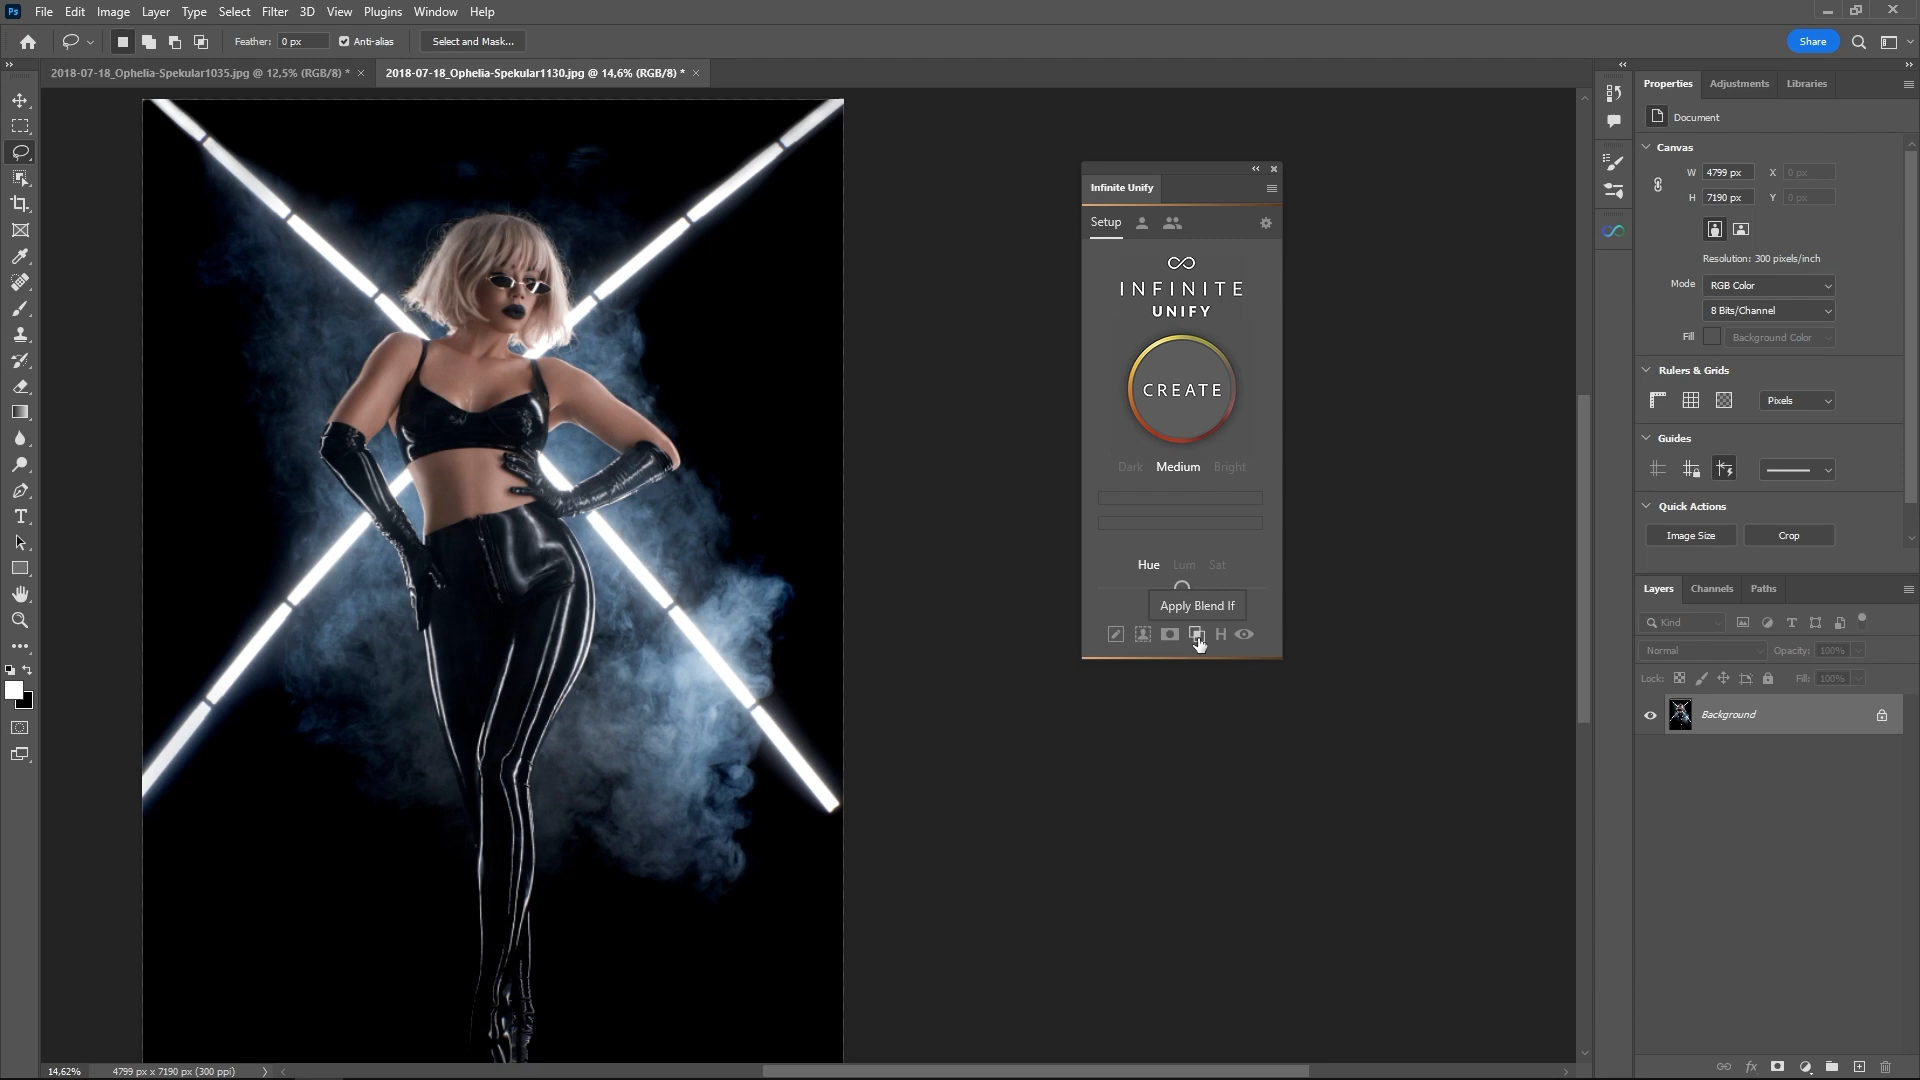 Ps File Edit Image Layer Type Select Filter 3D View Plugins Window Help
Feather: 0 px Anti-alias Select and Mask... Share
2018-07-18_Ophelia-Spekular1035.jpg @ 12,5% (RGB/8) *
2018-07-18_Ophelia-Spekular1130.jpg @ 14,6% (RGB/8) *
Infinite Unify
Setup
INFINITE
UNIFY
CREATE
Dark Medium Bright
Hue Lum Sat
Apply Blend If
H
Properties Adjustments Libraries
Document
Canvas
W 4799 px X 0 px
H 7190 px Y 0 px
Resolution: 300 pixels/inch
Mode RGB Color
8 Bits/Channel
Fill Background Color
Rulers & Grids
Pixels
Guides
Quick Actions
Image Size Crop
Layers Channels Paths
Kind
Normal Opacity: 100%
Lock: Fill: 100%
Background
fx
14,62% 4799 px x 7190 px (300 ppi)